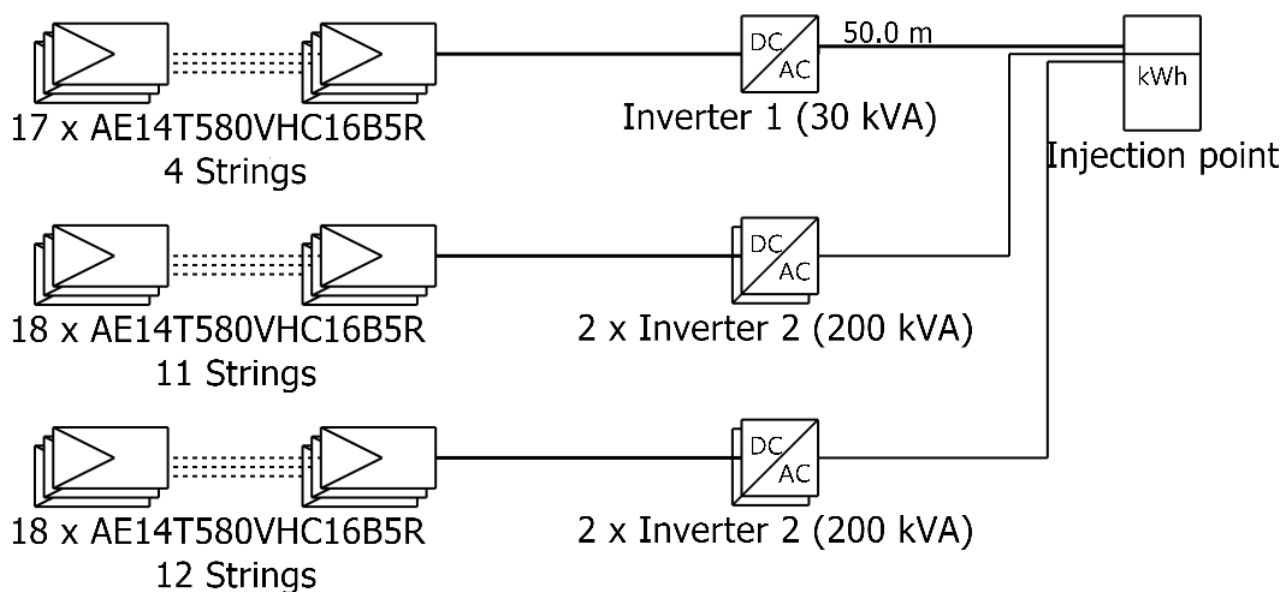 DC
AC
50.0 m
kWh
17 x AE14T580VHC16B5R
4 Strings
Inverter 1 (30 kVA)
Injection point
DC
AC
18 x AE14T580VHC16B5R
11 Strings
2 x Inverter 2 (200 kVA)
DC
AC
18 x AE14T580VHC16B5R
12 Strings
2 x Inverter 2 (200 kVA)